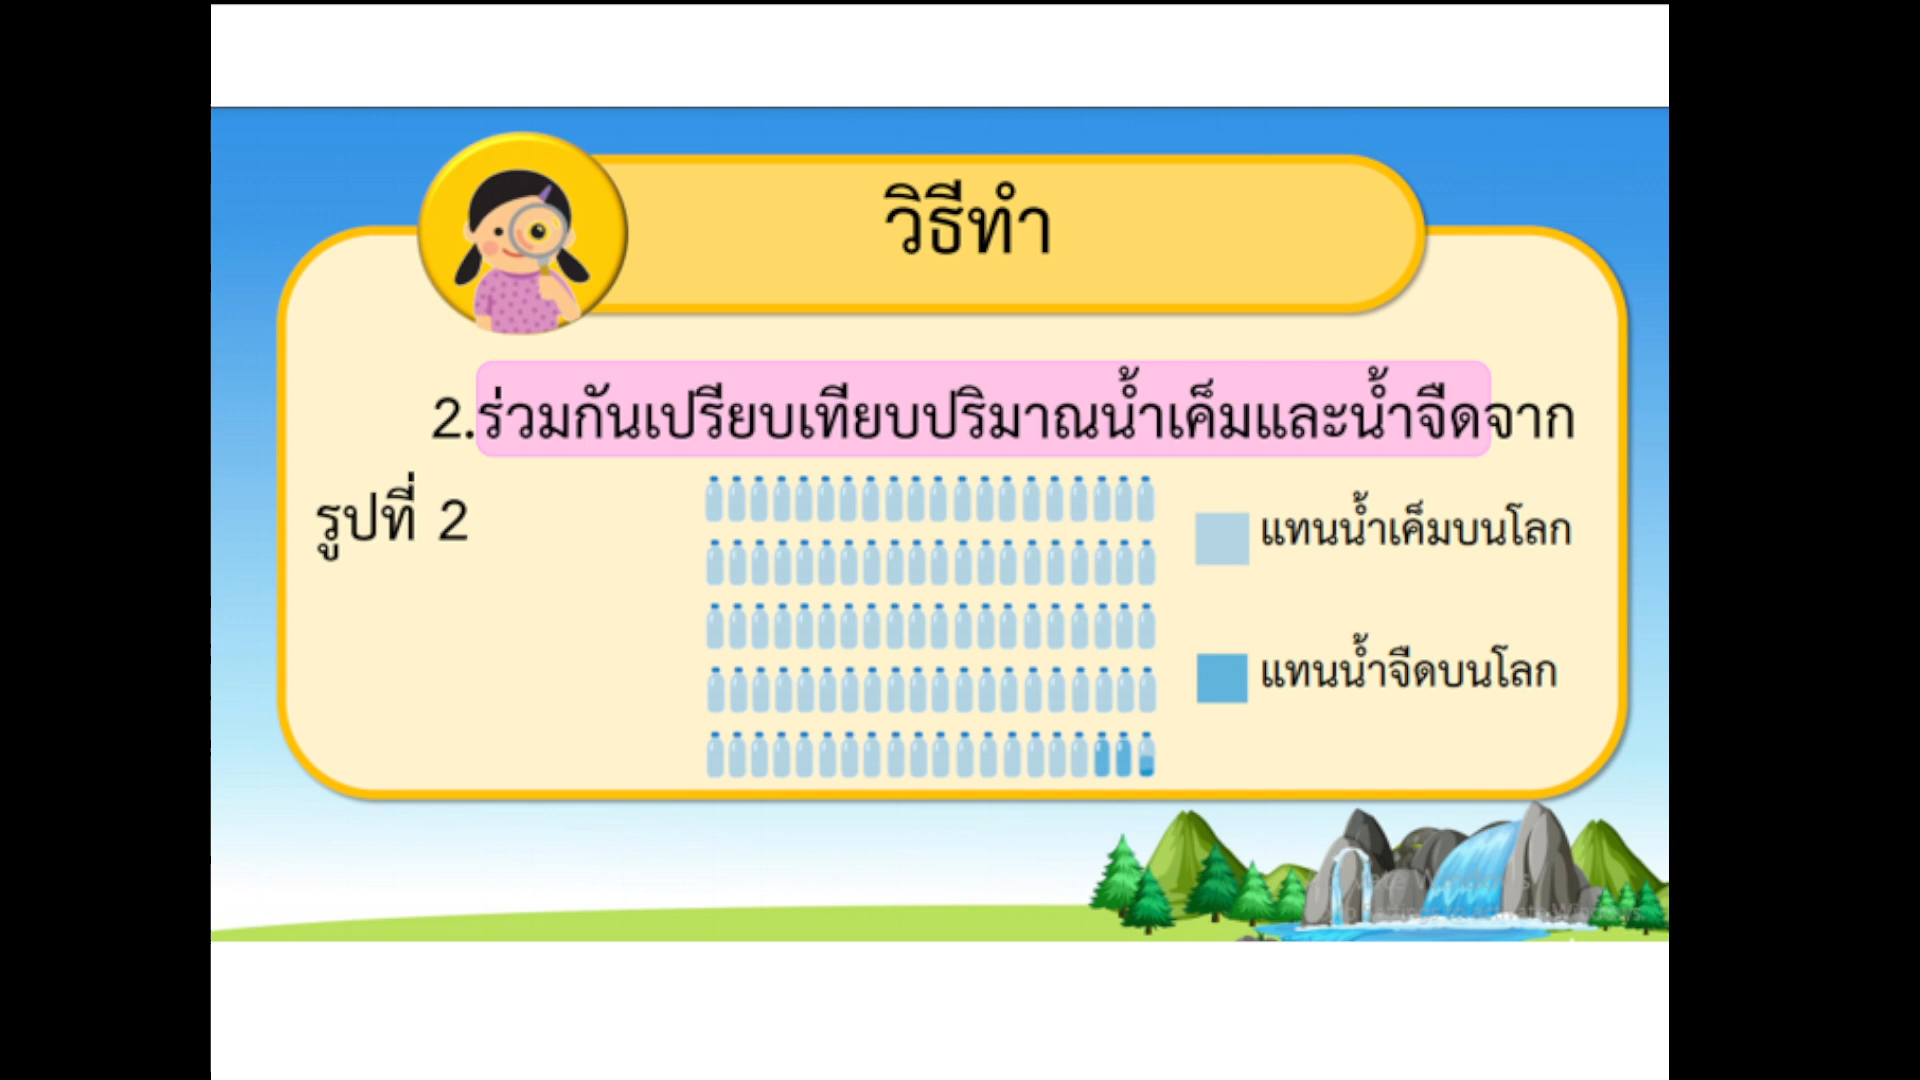 วิธีทำ
2.ร่วมกันเปรียบเทียบปริมาณน้ำเค็มและน้ำจืดจาก
รูปที่ 2
แทนน้ำเค็มบนโลก
แทนน้ำจืดบนโลก